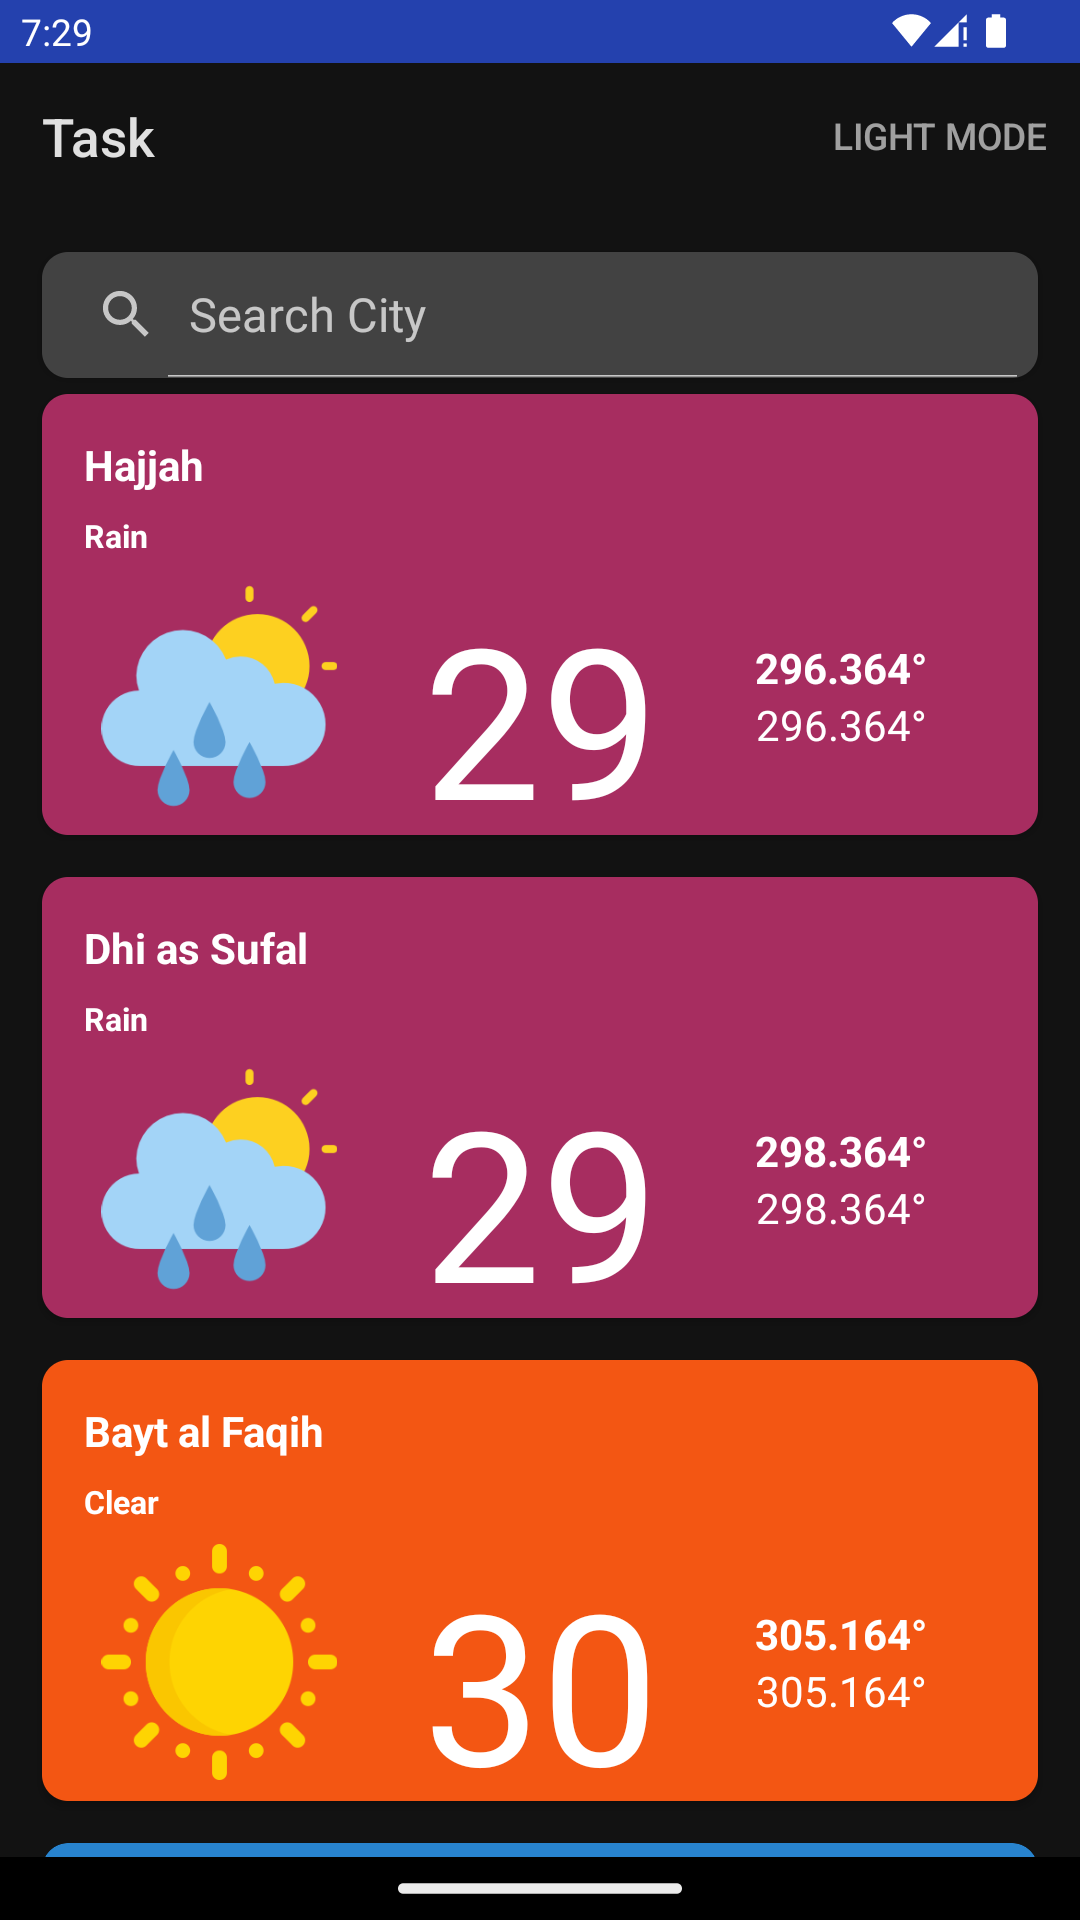 7:29
Task
LIGHT MODE
Search City
Hajjah
Rain
29
296.364°
296.364°
Dhi as Sufal
Rain
29
298.364°
298.364°
Bayt al Faqih
Clear
30
305.164°
305.164°